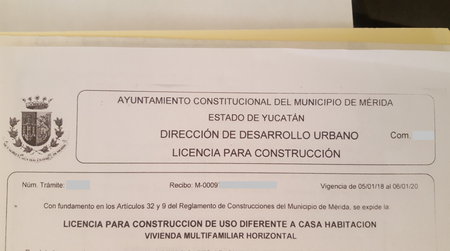 AYUNTAMIENTO CONSTITUCIONAL DEL MUNICIPIO DE MÉRIDA
ESTADO DE YUCATÁN
DIRECCIÓN DE DESARROLLO URBANO Com.
LICENCIA PARA CONSTRUCCIÓN
Núm. Trámite: Recibo: M-0009 Vigencia de 05/01/18 al 06/01/20
Con fundamento en los Artículos 32 y 9 del Reglamento de Construcciones del Municipio de Mérida, se expide la
LICENCIA PARA CONSTRUCCION DE USO DIFERENTE A CASA HABITACION
VIVIENDA MULTIFAMILIAR HORIZONTAL